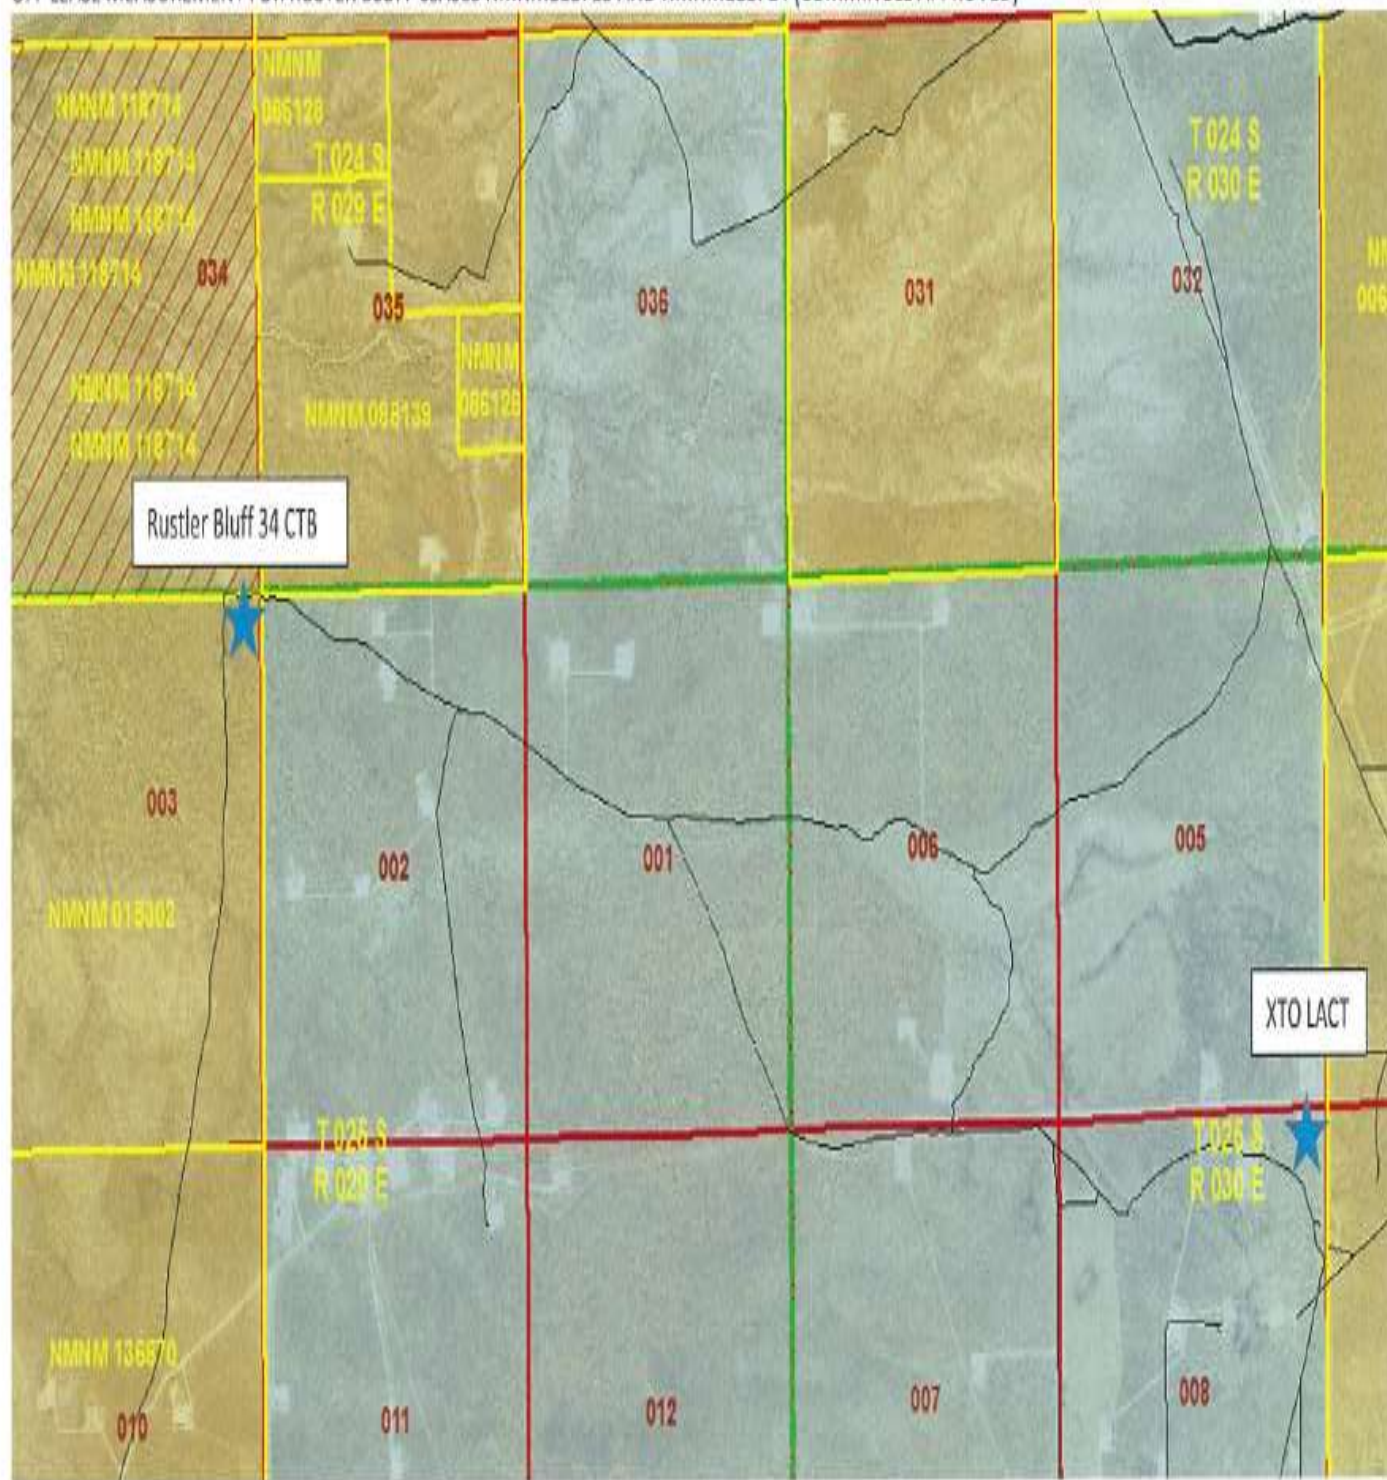 NMNM 118714
NMNM
086128
T 024 S
R 029 E
NMNM 118714
NMNM 118714
NMNM 118714
034
035
036
031
032
T 024 S
R 030 E
NMNM 118714
NMNM 118714
NMNM 088139
NMNM
086128
Rustler Bluff 34 CTB
003
NMNM 018302
002
001
006
005
XTO LACT
T 025 S
R 029 E
T 025 S
R 030 E
NMNM 136870
010
011
012
007
008